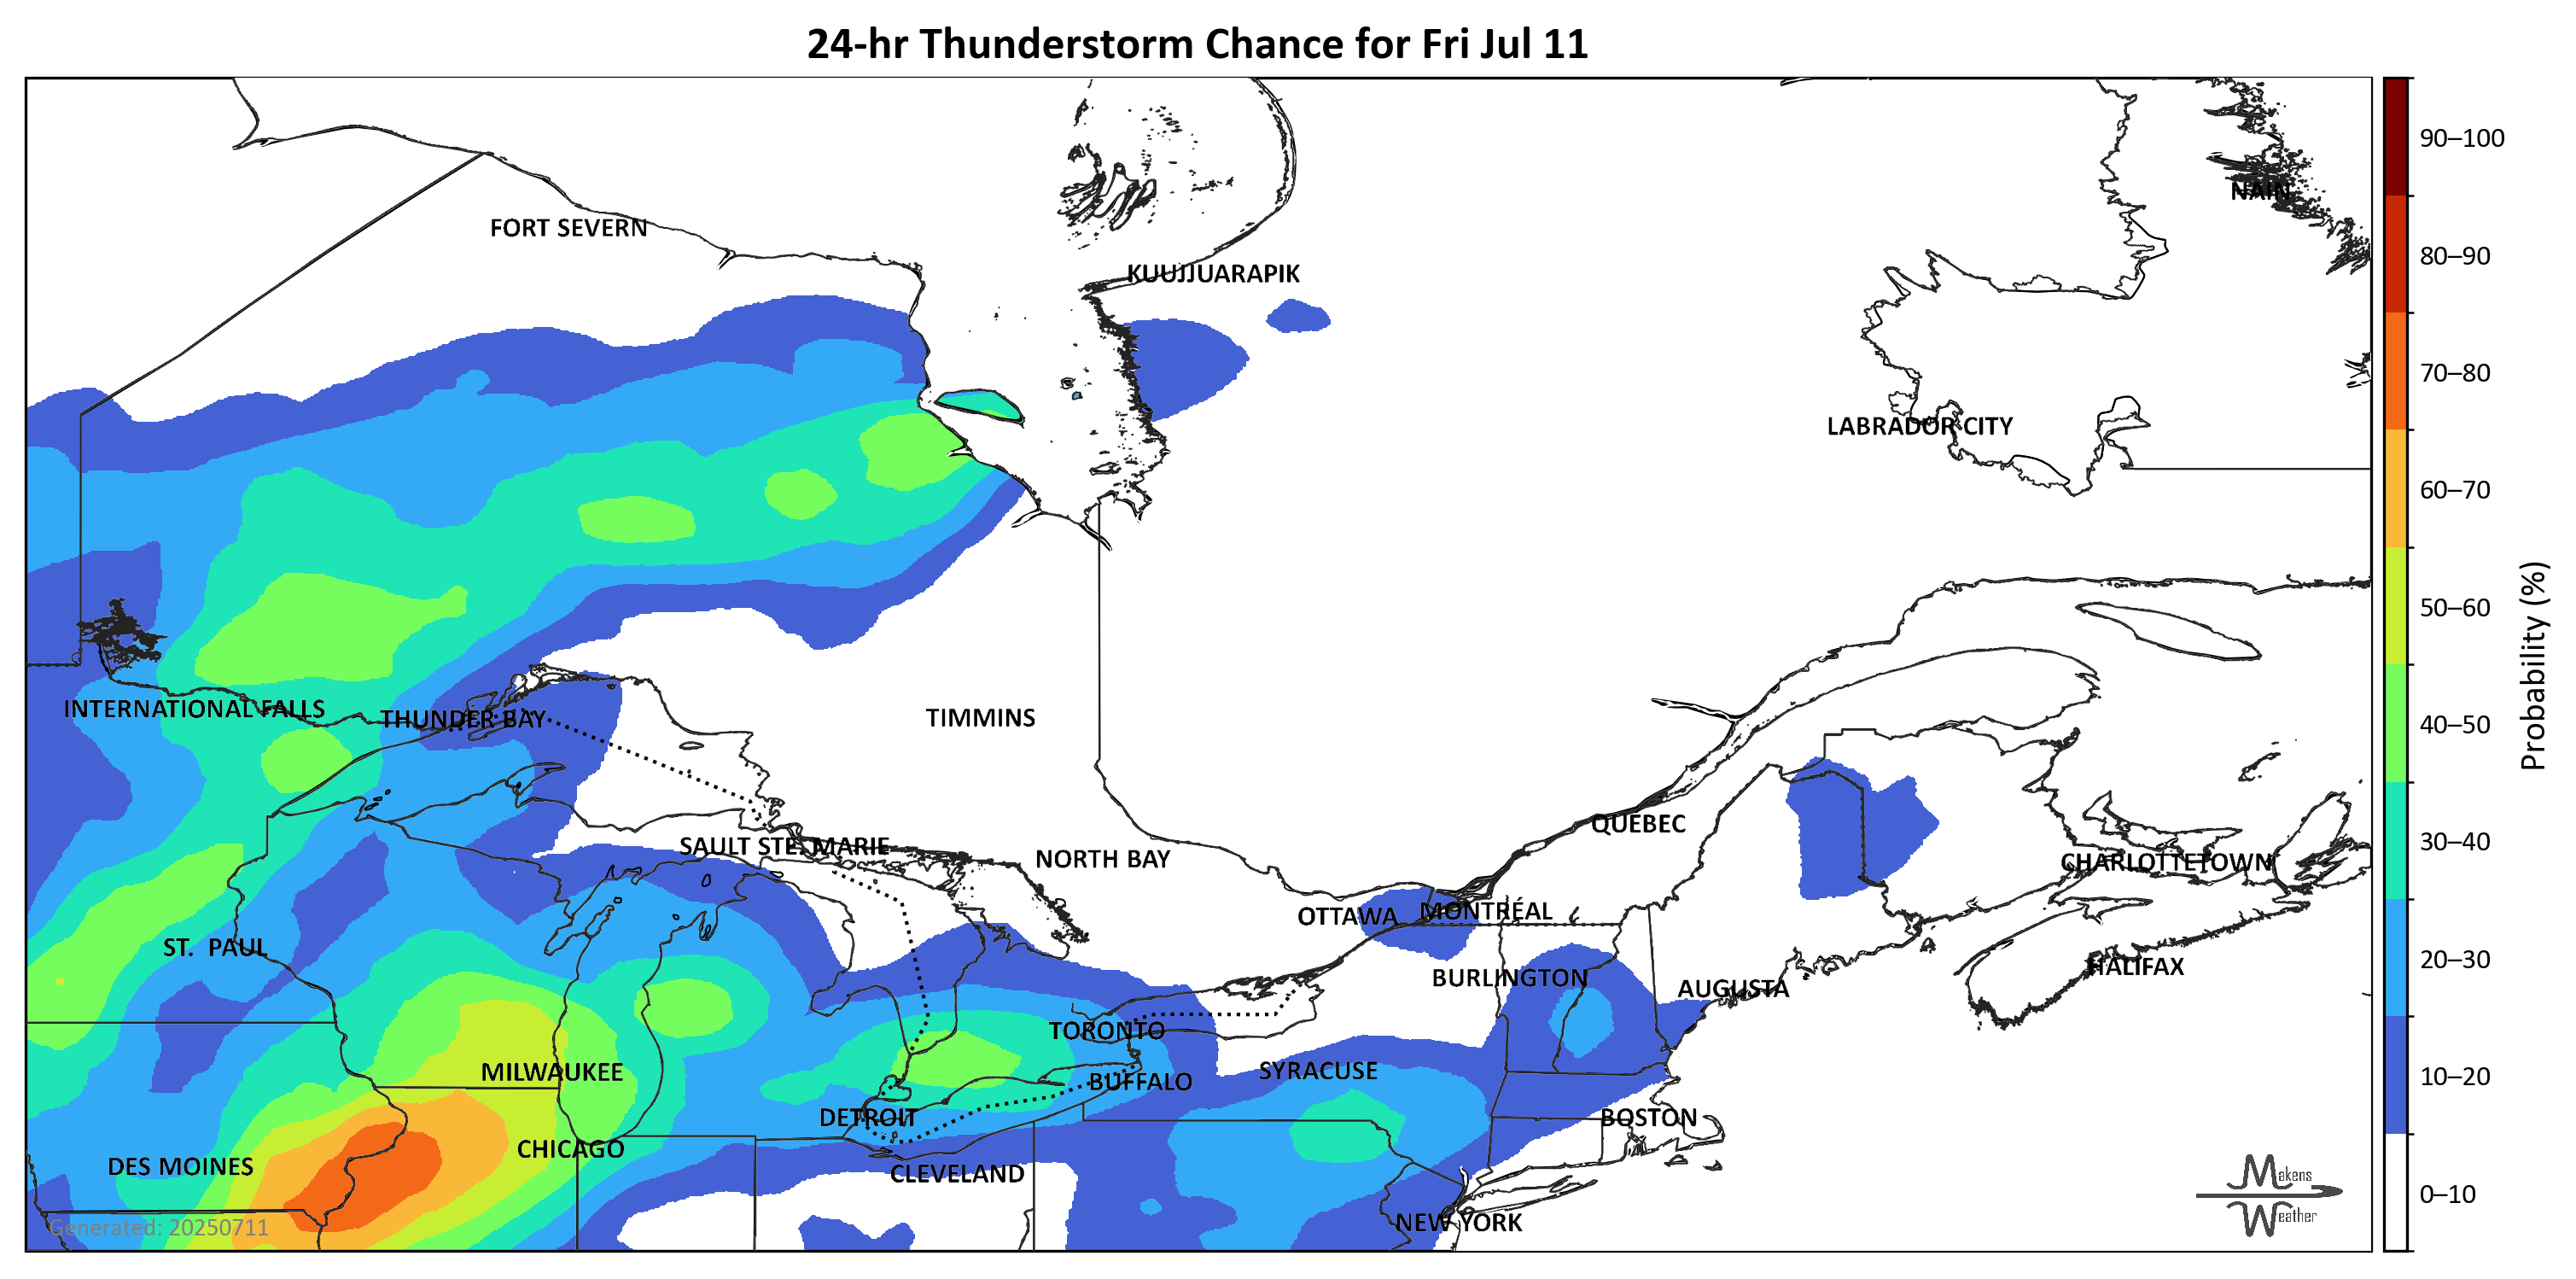 24-hr Thunderstorm Chance for Fri Jul 11
90–100
NAIN
FORT SEVERN
80–90
KUUJJUARAPIK
70–80
LABRADOR CITY
60–70
50–60
Probability (%)
INTERNATIONAL FALLS
THUNDER BAY
TIMMINS
40–50
QUEBEC
SAULT STE. MARIE
NORTH BAY
30–40
CHARLOTTETOWN
OTTAWA
MONTRÉAL
ST. PAUL
BURLINGTON
AUGUSTA
HALIFAX
20–30
TORONTO
MILWAUKEE
BUFFALO
SYRACUSE
10–20
DETROIT
BOSTON
CHICAGO
DES MOINES
CLEVELAND
Makens
Weather
0–10
NEW YORK
Generated: 20250711